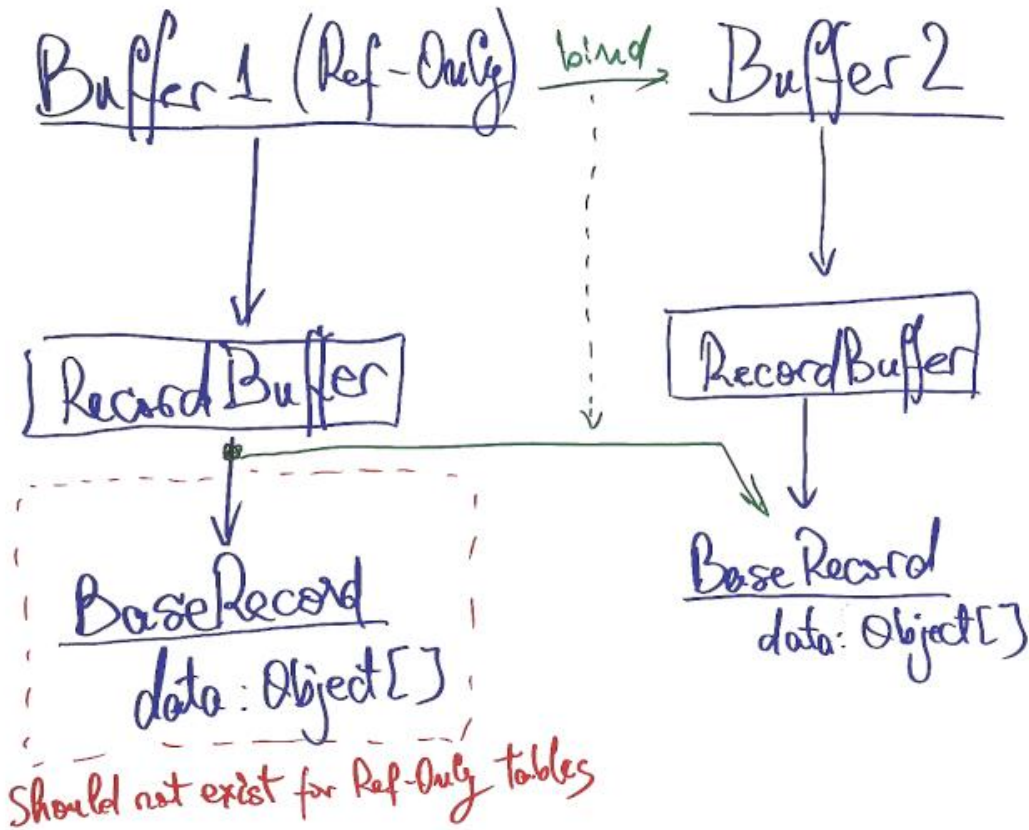 Buffer 1 (Ref-Only) bind Buffer 2
RecordBuffer
RecordBuffer
BaseRecord
data: Object[]
BaseRecord
data: Object[]
Should not exist for Ref-Only tables